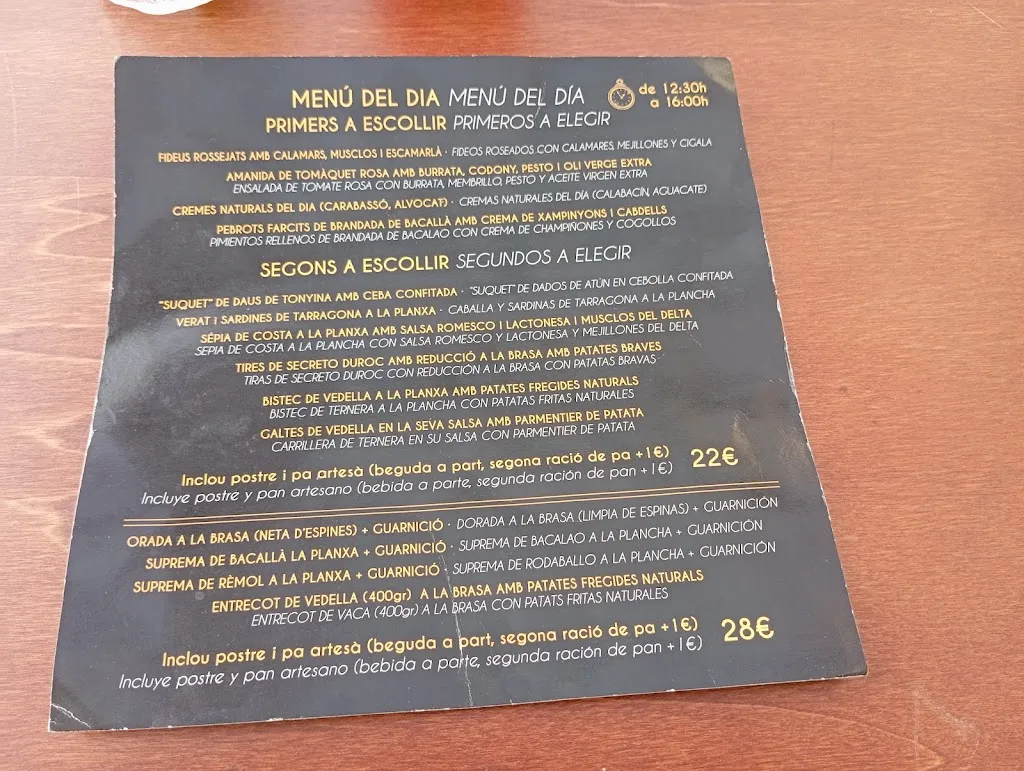 MENÚ DEL DIA MENÚ DEL DÍA de 12:30h a 16:00h
PRIMERS A ESCOLLIR PRIMEROS A ELEGIR
FIDEUS ROSSEJATS AMB CALAMARS, MUSCLOS I ESCAMARLÀ · FIDEOS ROSEADOS CON CALAMARES, MEJILLONES Y CIGALA
AMANIDA DE TOMÀQUET ROSA AMB BURRATA, CODONY, PESTO I OLI VERGE EXTRA
ENSALADA DE TOMATE ROSA CON BURRATA, MEMBRILLO, PESTO Y ACEITE VIRGEN EXTRA
CREMES NATURALS DEL DIA (CARABASSÓ, ALVOCAT) · CREMAS NATURALES DEL DÍA (CALABACÍN, AGUACATE)
PEBROTS FARCITS DE BRANDADA DE BACALLÀ AMB CREMA DE XAMPINYONS I CABDELLS
PIMIENTOS RELLENOS DE BRANDADA DE BACALAO CON CREMA DE CHAMPIÑONES Y COGOLLOS
SEGONS A ESCOLLIR SEGUNDOS A ELEGIR
"SUQUET" DE DAUS DE TONYINA AMB CEBA CONFITADA · "SUQUET" DE DADOS DE ATÚN EN CEBOLLA CONFITADA
VERAT I SARDINES DE TARRAGONA A LA PLANXA · CABALLA Y SARDINAS DE TARRAGONA A LA PLANCHA
SÉPIA DE COSTA A LA PLANXA AMB SALSA ROMESCO I LACTONESA I MUSCLOS DEL DELTA
SEPIA DE COSTA A LA PLANCHA CON SALSA ROMESCO Y LACTONESA Y MEJILLONES DEL DELTA
TIRES DE SECRETO DUROC AMB REDUCCIÓ A LA BRASA AMB PATATES BRAVES
TIRAS DE SECRETO DUROC CON REDUCCIÓN A LA BRASA CON PATATAS BRAVAS
BISTEC DE VEDELLA A LA PLANXA AMB PATATES FREGIDES NATURALS
BISTEC DE TERNERA A LA PLANCHA CON PATATAS FRITAS NATURALES
GALTES DE VEDELLA EN LA SEVA SALSA AMB PARMENTIER DE PATATA
CARRILLERA DE TERNERA EN SU SALSA CON PARMENTIER DE PATATA
Inclou postre i pa artesà (beguda a part, segona ració de pa +1€) 22€
Incluye postre y pan artesano (bebida a parte, segunda ración de pan +1€)
ORADA A LA BRASA (NETA D'ESPINES) + GUARNICIÓ · DORADA A LA BRASA (LIMPIA DE ESPINAS) + GUARNICIÓN
SUPREMA DE BACALLÀ LA PLANXA + GUARNICIÓ · SUPREMA DE BACALAO A LA PLANCHA + GUARNICIÓN
SUPREMA DE RÈMOL A LA PLANXA + GUARNICIÓ · SUPREMA DE RODABALLO A LA PLANCHA + GUARNICIÓN
ENTRECOT DE VEDELLA (400gr) A LA BRASA AMB PATATES FREGIDES NATURALS
ENTRECOT DE VACA (400gr) A LA BRASA CON PATATS FRITAS NATURALES
Inclou postre i pa artesà (beguda a part, segona ració de pa +1€) 28€
Incluye postre y pan artesano (bebida a parte, segunda ración de pan +1€)